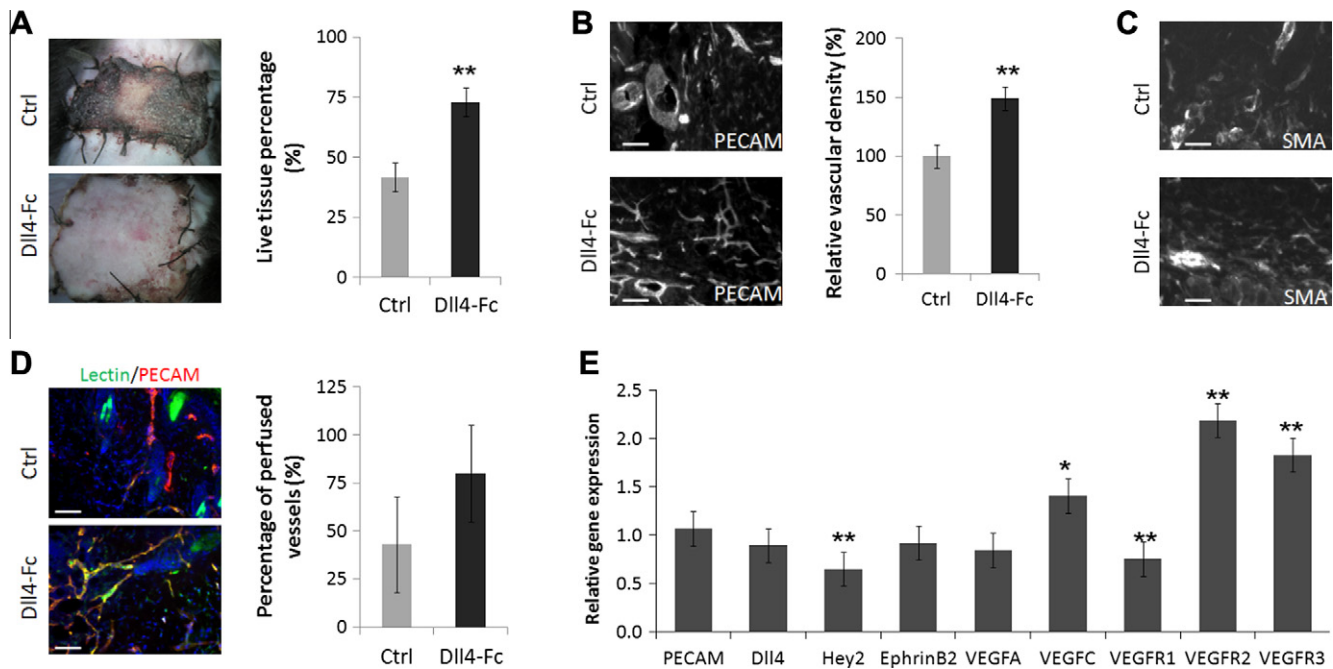 A
Ctrl
Dll4-Fc
Live tissue percentage
(%)
100
75
50
25
0
**
Ctrl
Dll4-Fc
B
Ctrl
PECAM
Dll4-Fc
PECAM
Relative vascular density (%)
200
150
100
50
0
**
Ctrl
Dll4-Fc
C
Ctrl
SMA
Dll4-Fc
SMA
D
Lectin/PECAM
Ctrl
Dll4-Fc
Percentage of perfused
vessels (%)
125
100
75
50
25
0
Ctrl
Dll4-Fc
E
Relative gene expression
2.5
2.0
1.5
1.0
0.5
0.0
**
*
**
**
**
PECAM Dll4 Hey2 EphrinB2 VEGFA VEGFC VEGFR1 VEGFR2 VEGFR3